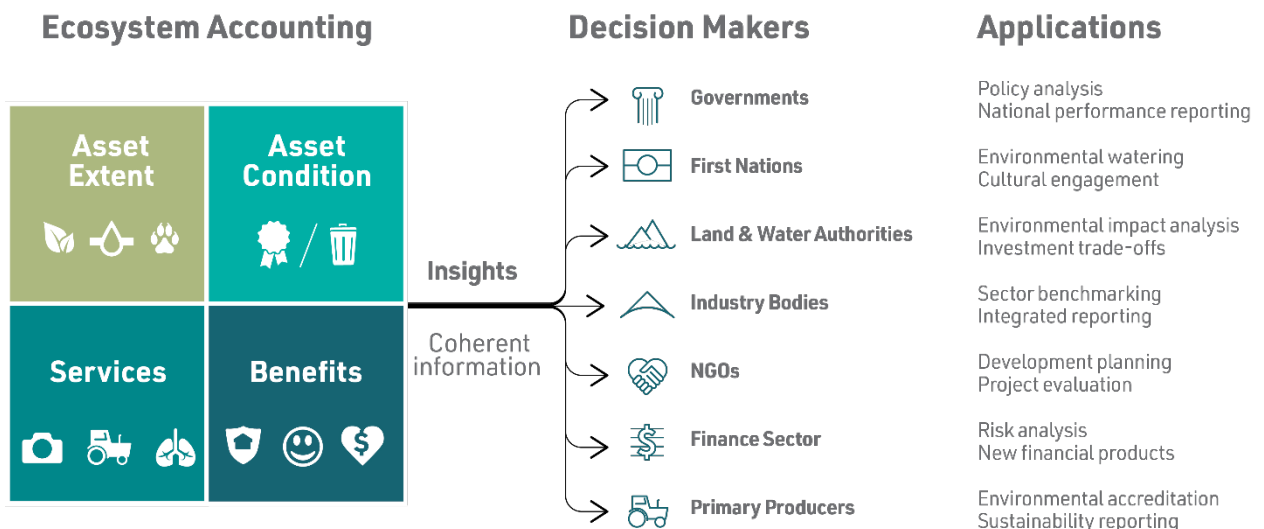 Ecosystem Accounting
Decision Makers
Applications
Asset
Extent
Asset
Condition
Services
Benefits
Insights
Coherent
information
Governments
Policy analysis
National performance reporting
First Nations
Environmental watering
Cultural engagement
Land & Water Authorities
Environmental impact analysis
Investment trade-offs
Industry Bodies
Sector benchmarking
Integrated reporting
NGOs
Development planning
Project evaluation
Finance Sector
Risk analysis
New financial products
Primary Producers
Environmental accreditation
Sustainability reporting